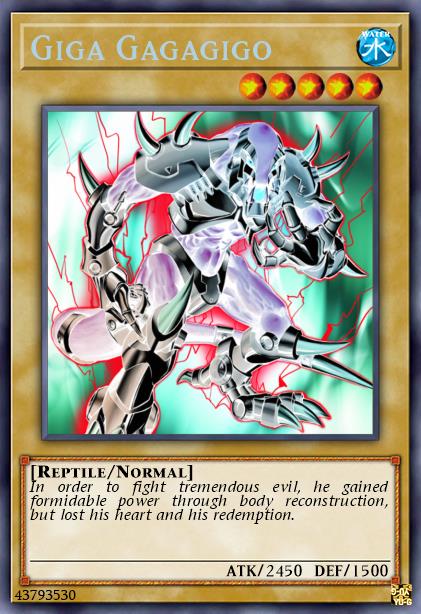 Giga Gagagigo
WATER
水
[Reptile/Normal]
In order to fight tremendous evil, he gained
formidable power through body reconstruction,
but lost his heart and his redemption.
ATK/2450 DEF/1500
43793530